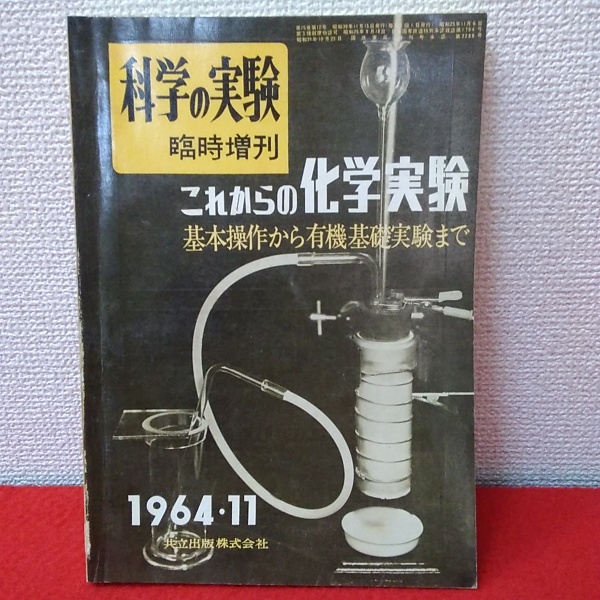 科学の実験
臨時増刊
これからの化学実験
基本操作から有機基礎実験まで
1964・11
共立出版株式会社